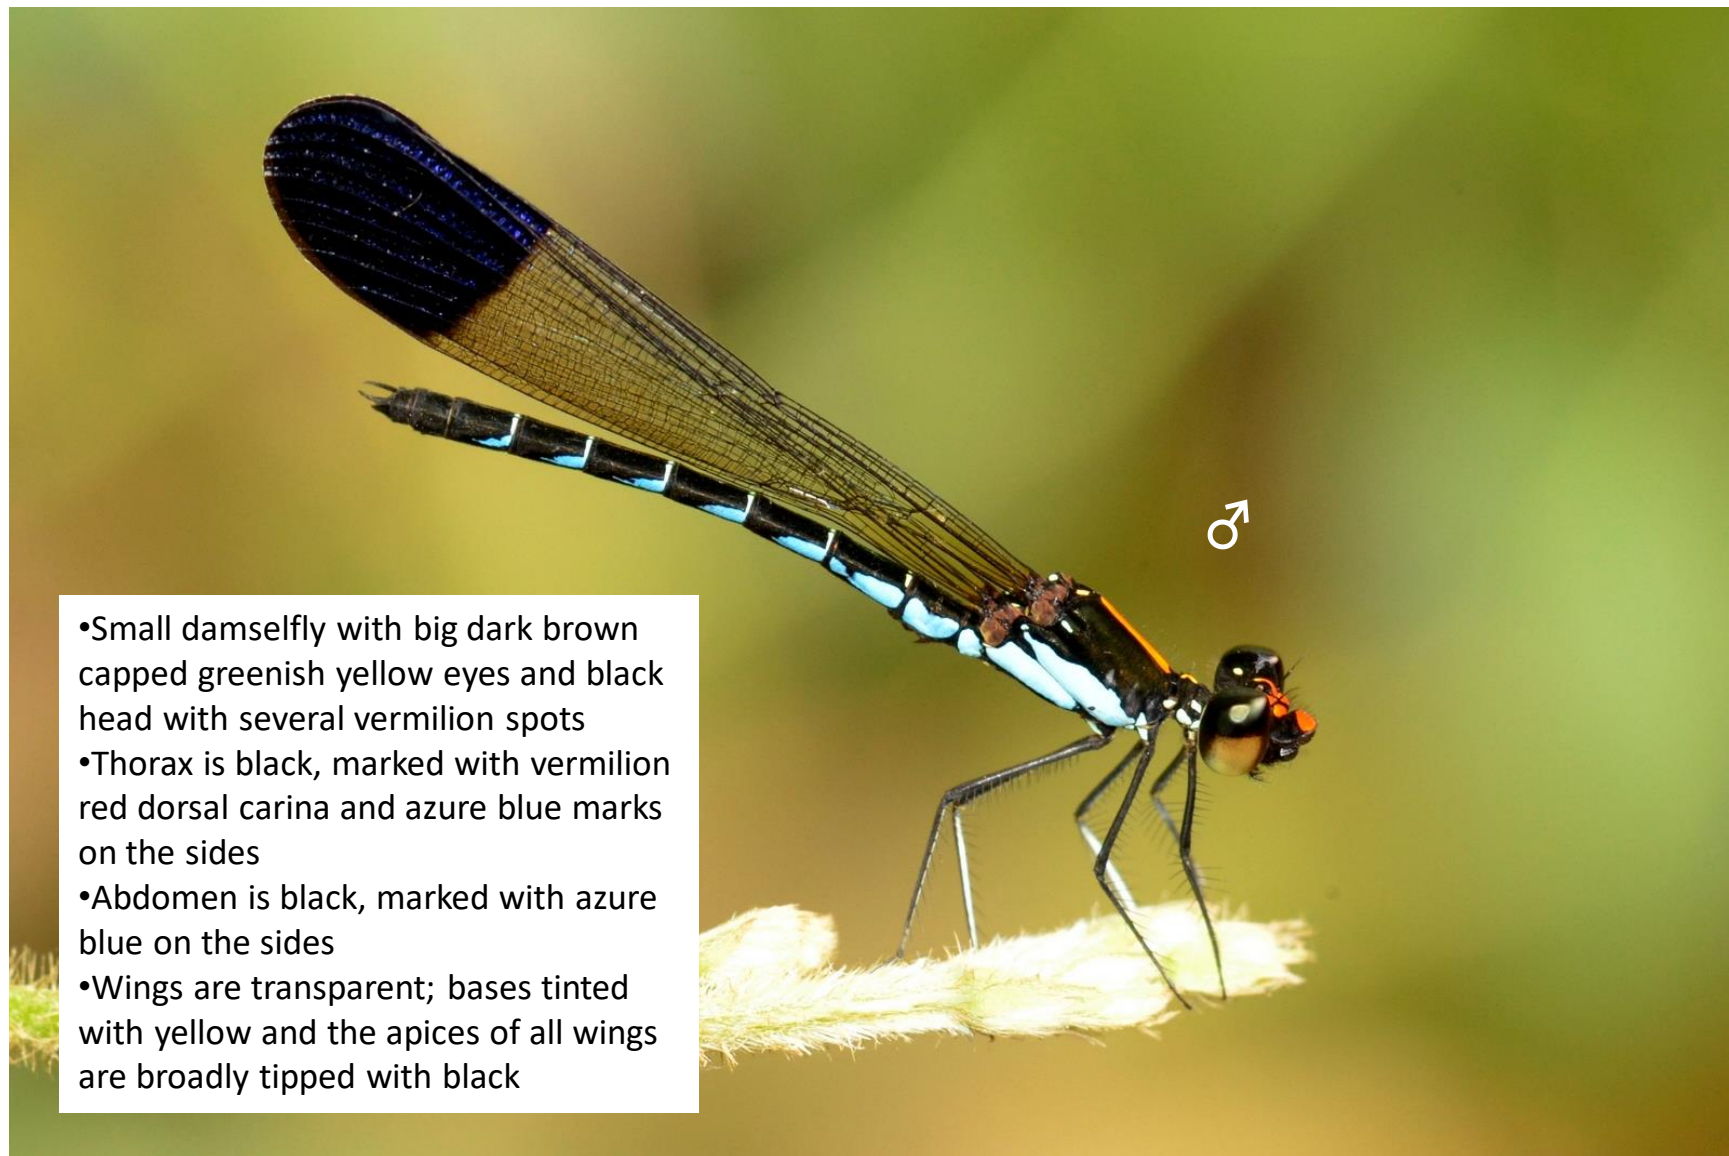 •Small damselfly with big dark brown
capped greenish yellow eyes and black
head with several vermilion spots
•Thorax is black, marked with vermilion
red dorsal carina and azure blue marks
on the sides
•Abdomen is black, marked with azure
blue on the sides
•Wings are transparent; bases tinted
with yellow and the apices of all wings
are broadly tipped with black
♂